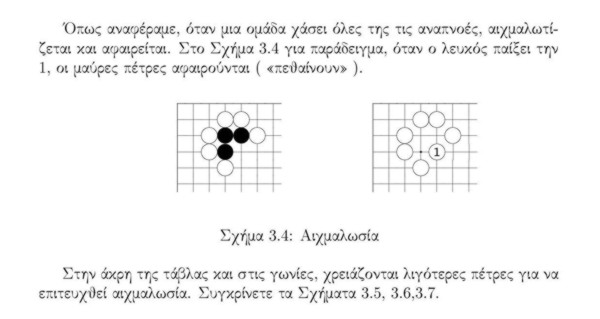 Όπως αναφέραμε, όταν μια ομάδα χάσει όλες της τις αναπνοές, αιχμαλωτί-
ζεται και αφαιρείται. Στο Σχήμα 3.4 για παράδειγμα, όταν ο λευκός παίξει την
1, οι μαύρες πέτρες αφαιρούνται ( «πεθαίνουν» ).
1
Σχήμα 3.4: Αιχμαλωσία
Στην άκρη της τάβλας και στις γωνίες, χρειάζονται λιγότερες πέτρες για να
επιτευχθεί αιχμαλωσία. Συγκρίνετε τα Σχήματα 3.5, 3.6,3.7.